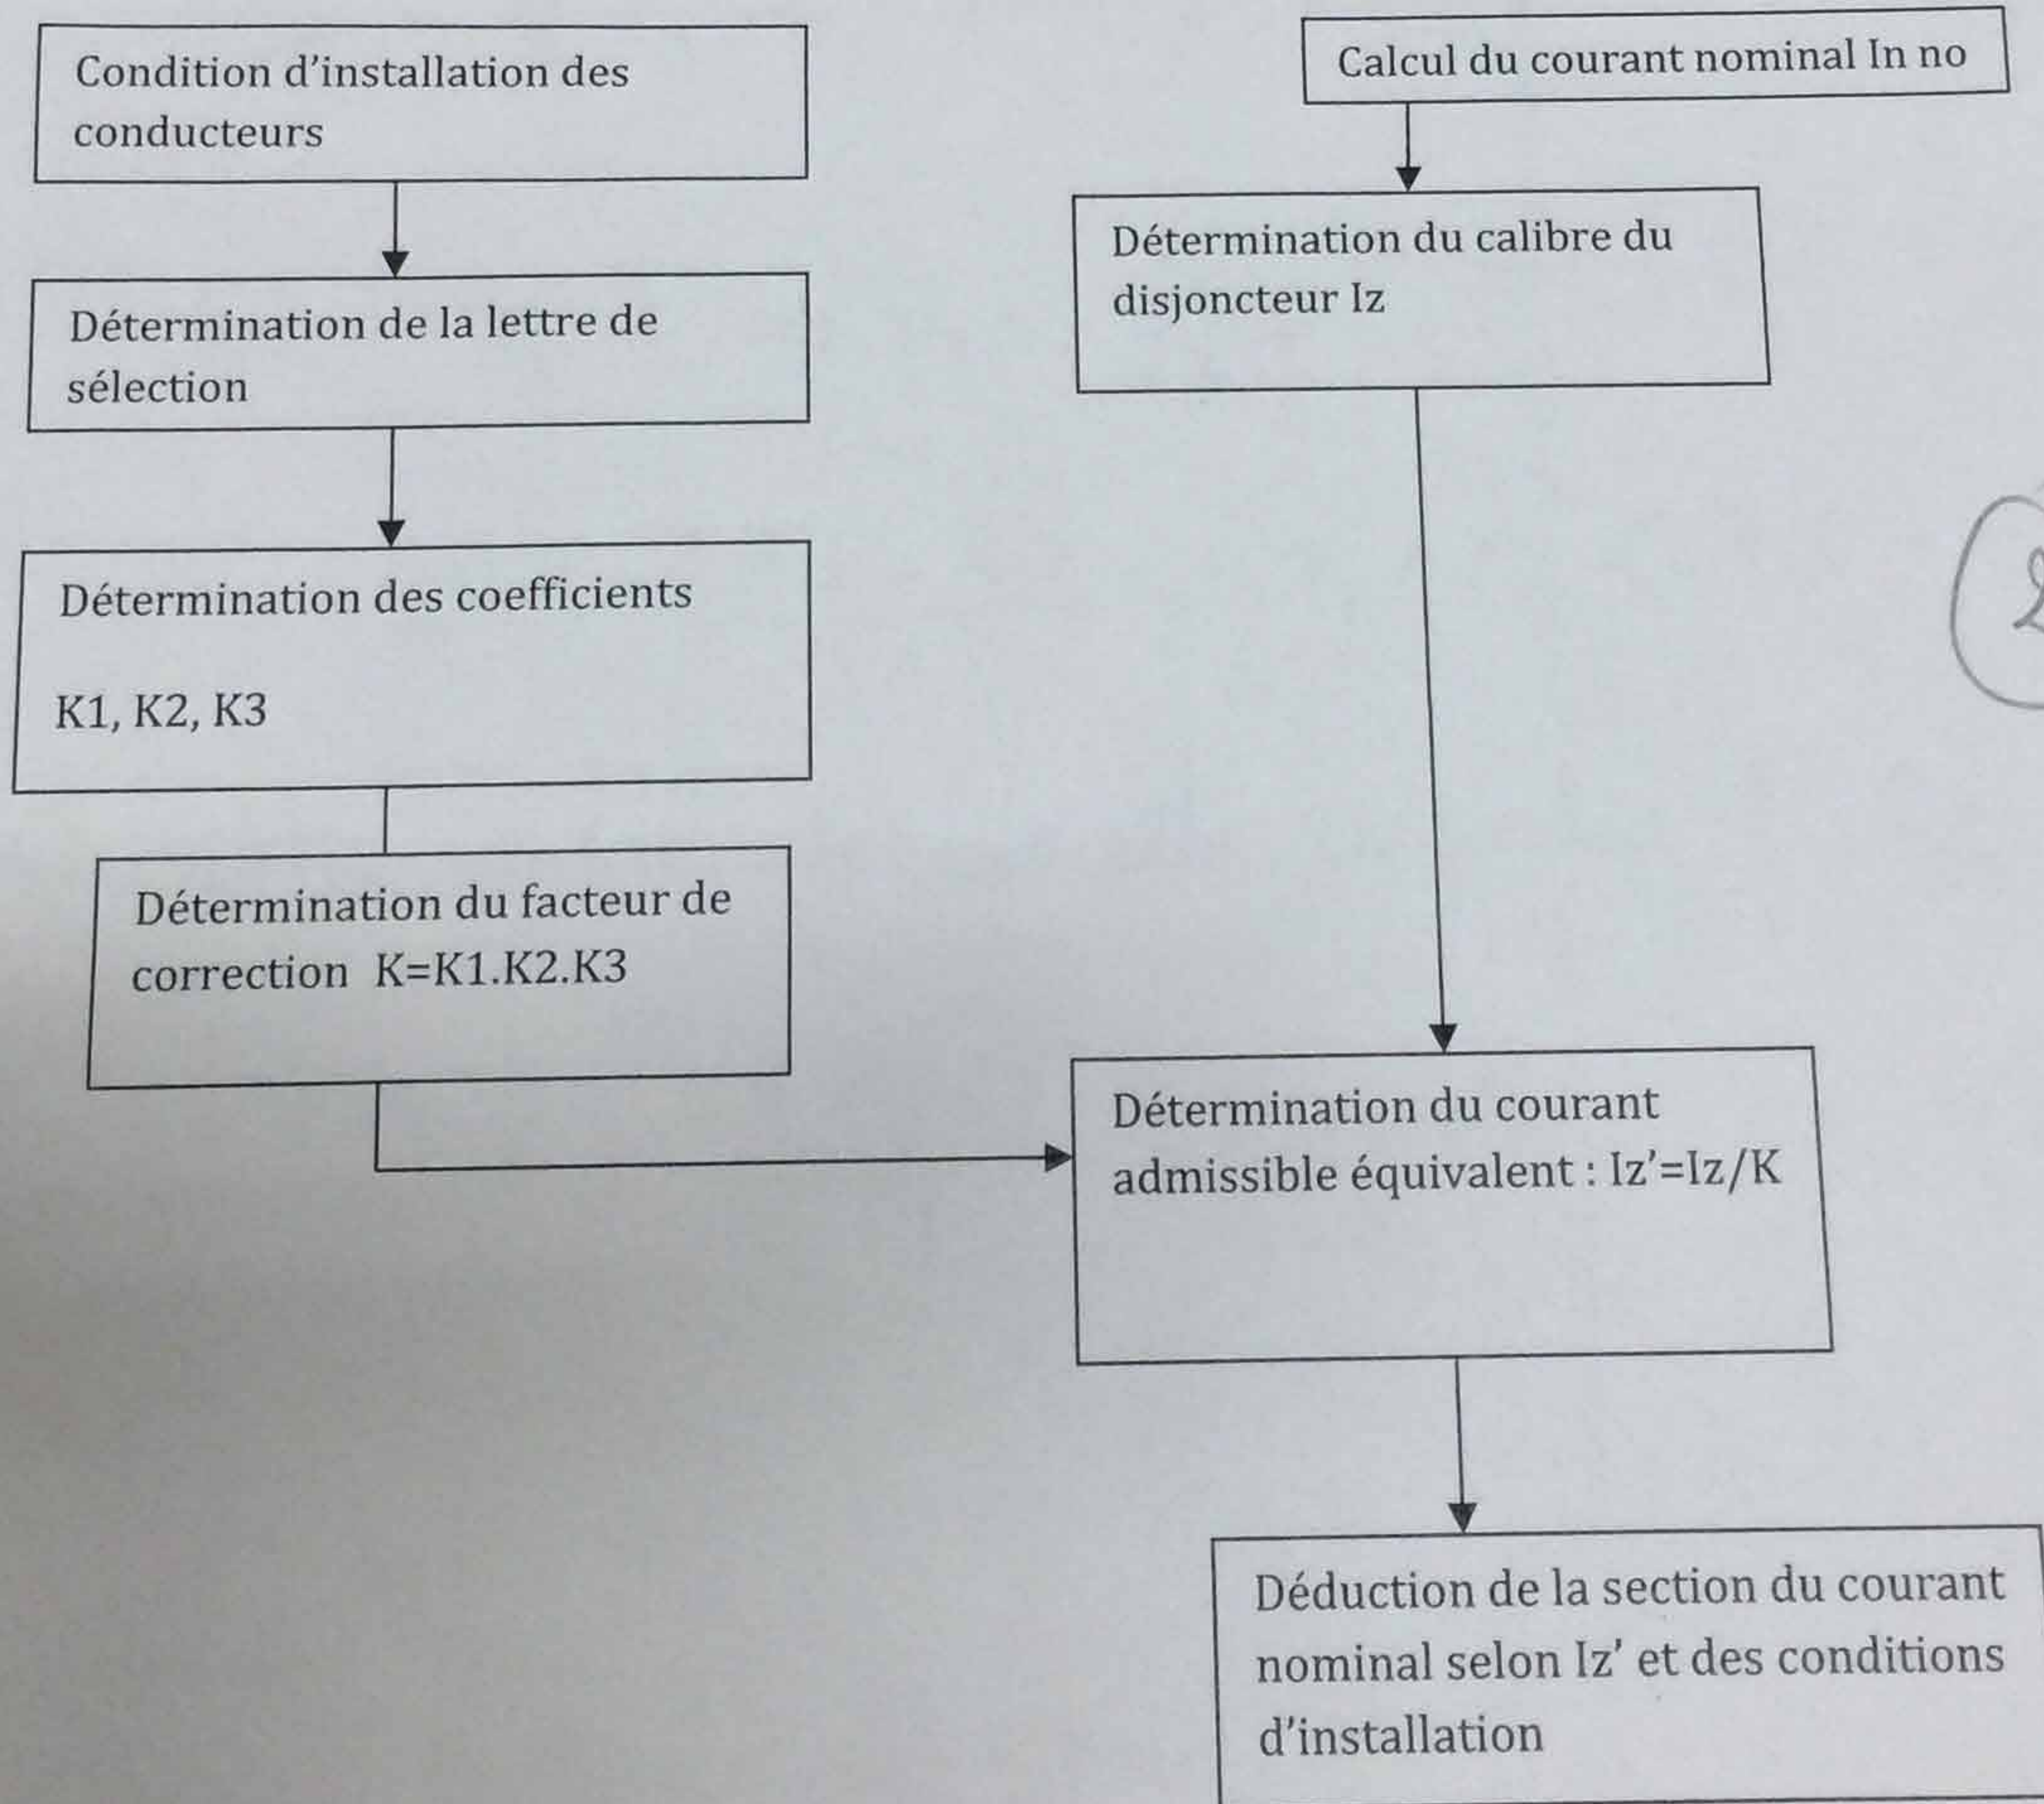 Condition d'installation des
conducteurs
Détermination de la lettre de
sélection
Détermination des coefficients
K1, K2, K3
Détermination du facteur de
correction K=K1.K2.K3
Calcul du courant nominal In no
Détermination du calibre du
disjoncteur Iz
Détermination du courant
admissible équivalent : Iz'=Iz/K
Déduction de la section du courant
nominal selon Iz' et des conditions
d'installation